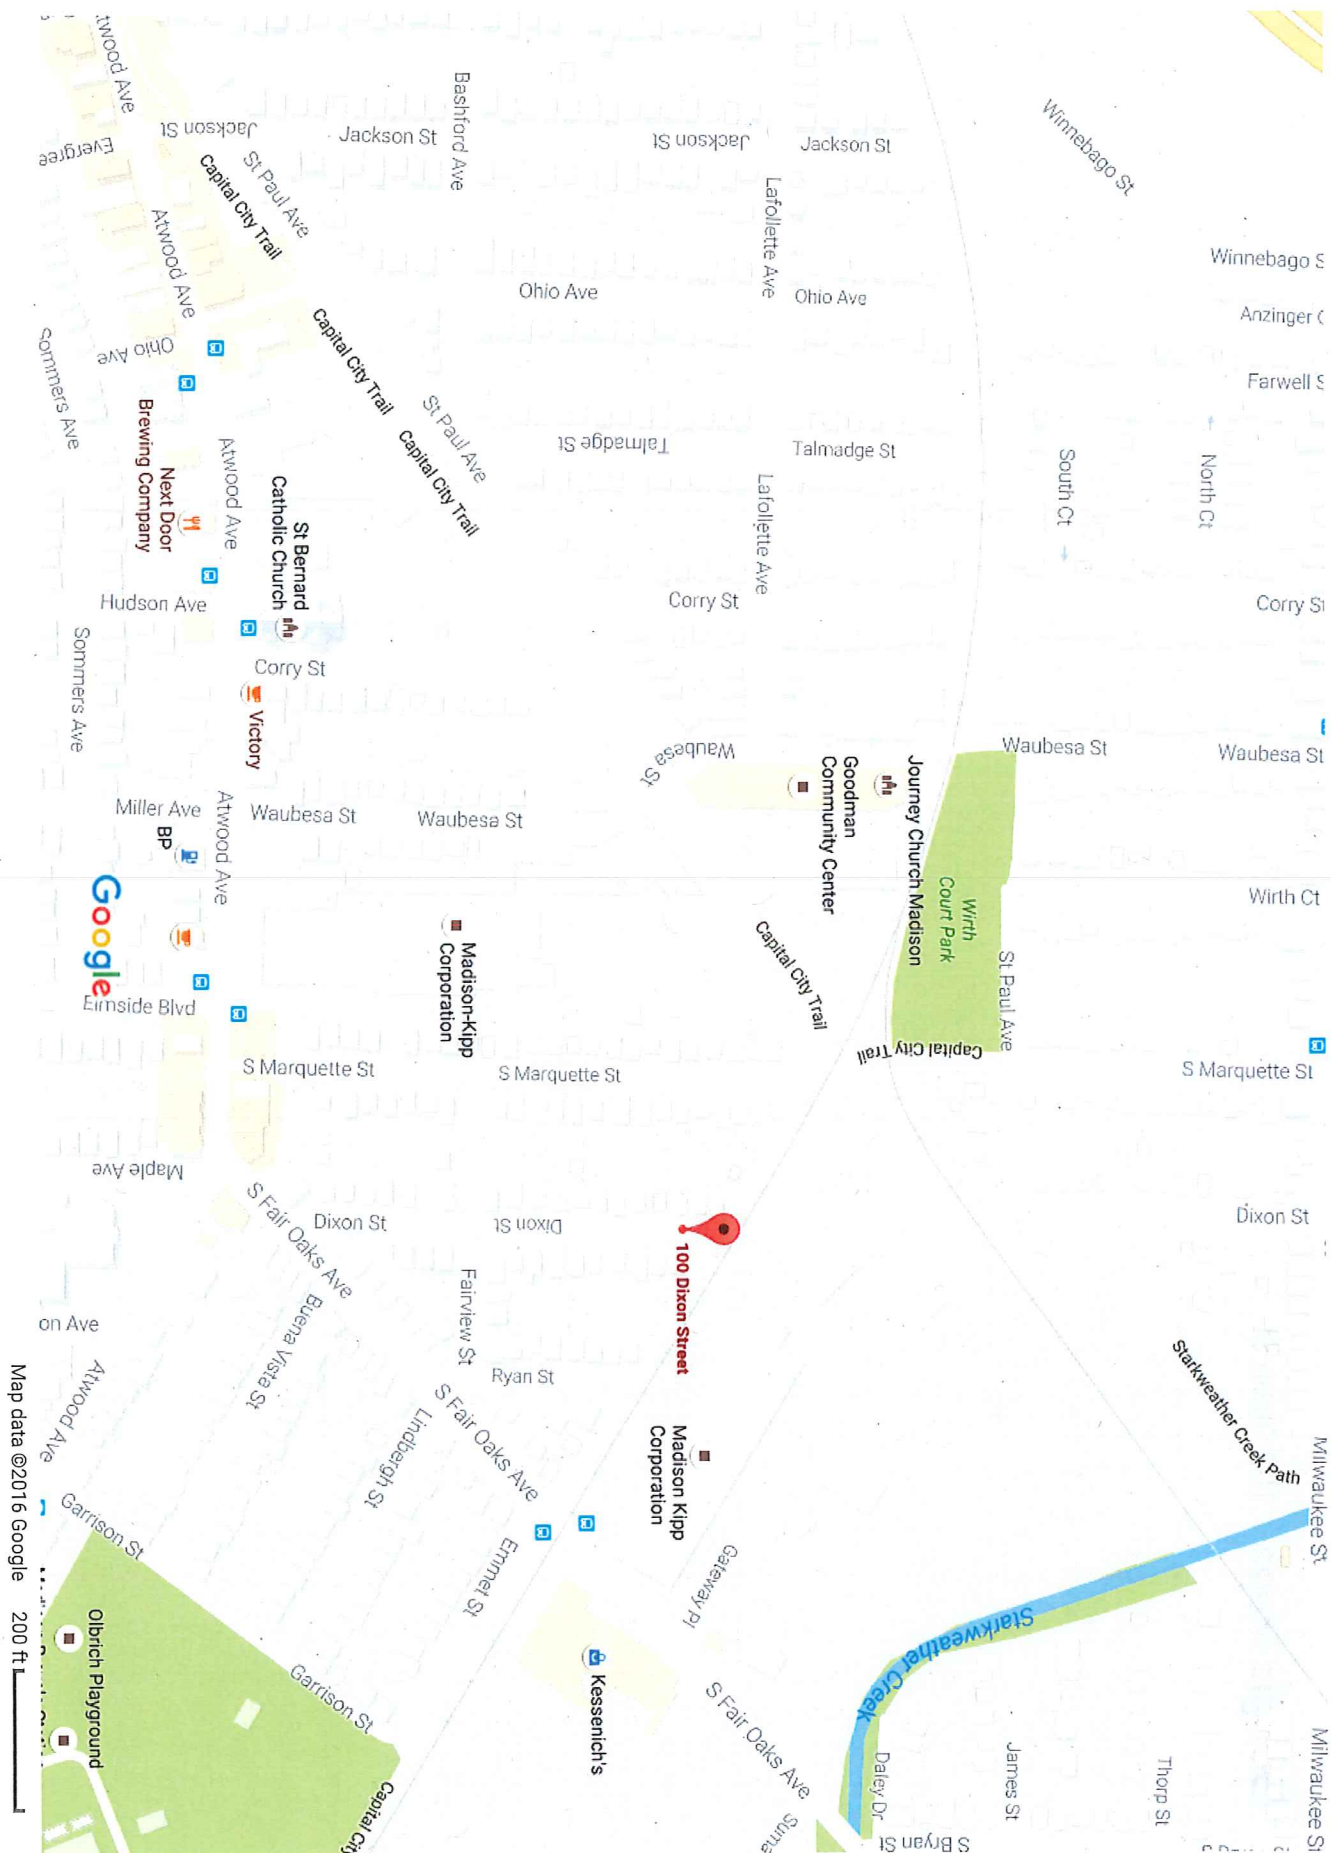 Milwaukee St
Milwaukee St
Thorp St
James St
Daley Dr
S Bryan St
Starkweather Creek Path
Starkweather Creek
S Fair Oaks Ave
Gateway Pl
Kessenich's
Madison Kipp
Corporation
100 Dixon Street
Dixon St
S Marquette St
Wirth Ct
Waubesa St
Waubesa St
Corry St
North Ct
South Ct
Farwell S
Anzinger C
Winnebago S
Winnebago St
St Paul Ave
Capital City Trail
Wirth
Court Park
Journey Church Madison
Goodman
Community Center
Capital City Trail
Waubesa St
Corry St
Lafollette Ave
Talmadge St
Talmadge St
Ohio Ave
Lafollette Ave
Ohio Ave
Jackson St
Jackson St
Bashford Ave
Jackson St
Jackson St
St Paul Ave
Capital City Trail
Capital City Trail
St Paul Ave
Capital City Trail
Atwood Ave
Evergree
Atwood Ave
Ohio Ave
Sommers Ave
Next Door
Brewing Company
Atwood Ave
St Bernard
Catholic Church
Hudson Ave
Corry St
Victory
Sommers Ave
Miller Ave
Waubesa St
Waubesa St
BP
Atwood Ave
Madison-Kipp
Corporation
Google
Elmside Blvd
S Marquette St
S Marquette St
Maple Ave
S Fair Oaks Ave
Dixon St
Dixon St
Fairview St
Ryan St
Buena Vista St
S Fair Oaks Ave
Lindbergh St
Emmet St
on Ave
Atwood Ave
Garrison St
Garrison St
Olbrich Playground
Capital City
Map data ©2016 Google
200 ft